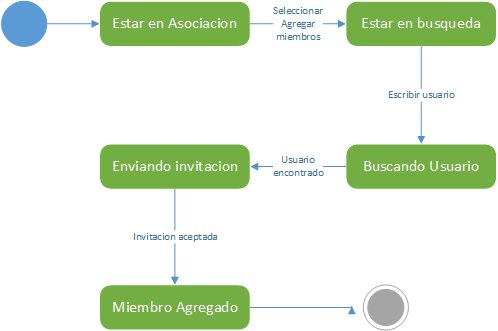 Estar en Asociacion
Seleccionar
Agregar
miembros
Estar en busqueda
Escribir usuario
Enviando invitacion
Usuario
encontrado
Buscando Usuario
Invitacion aceptada
Miembro Agregado